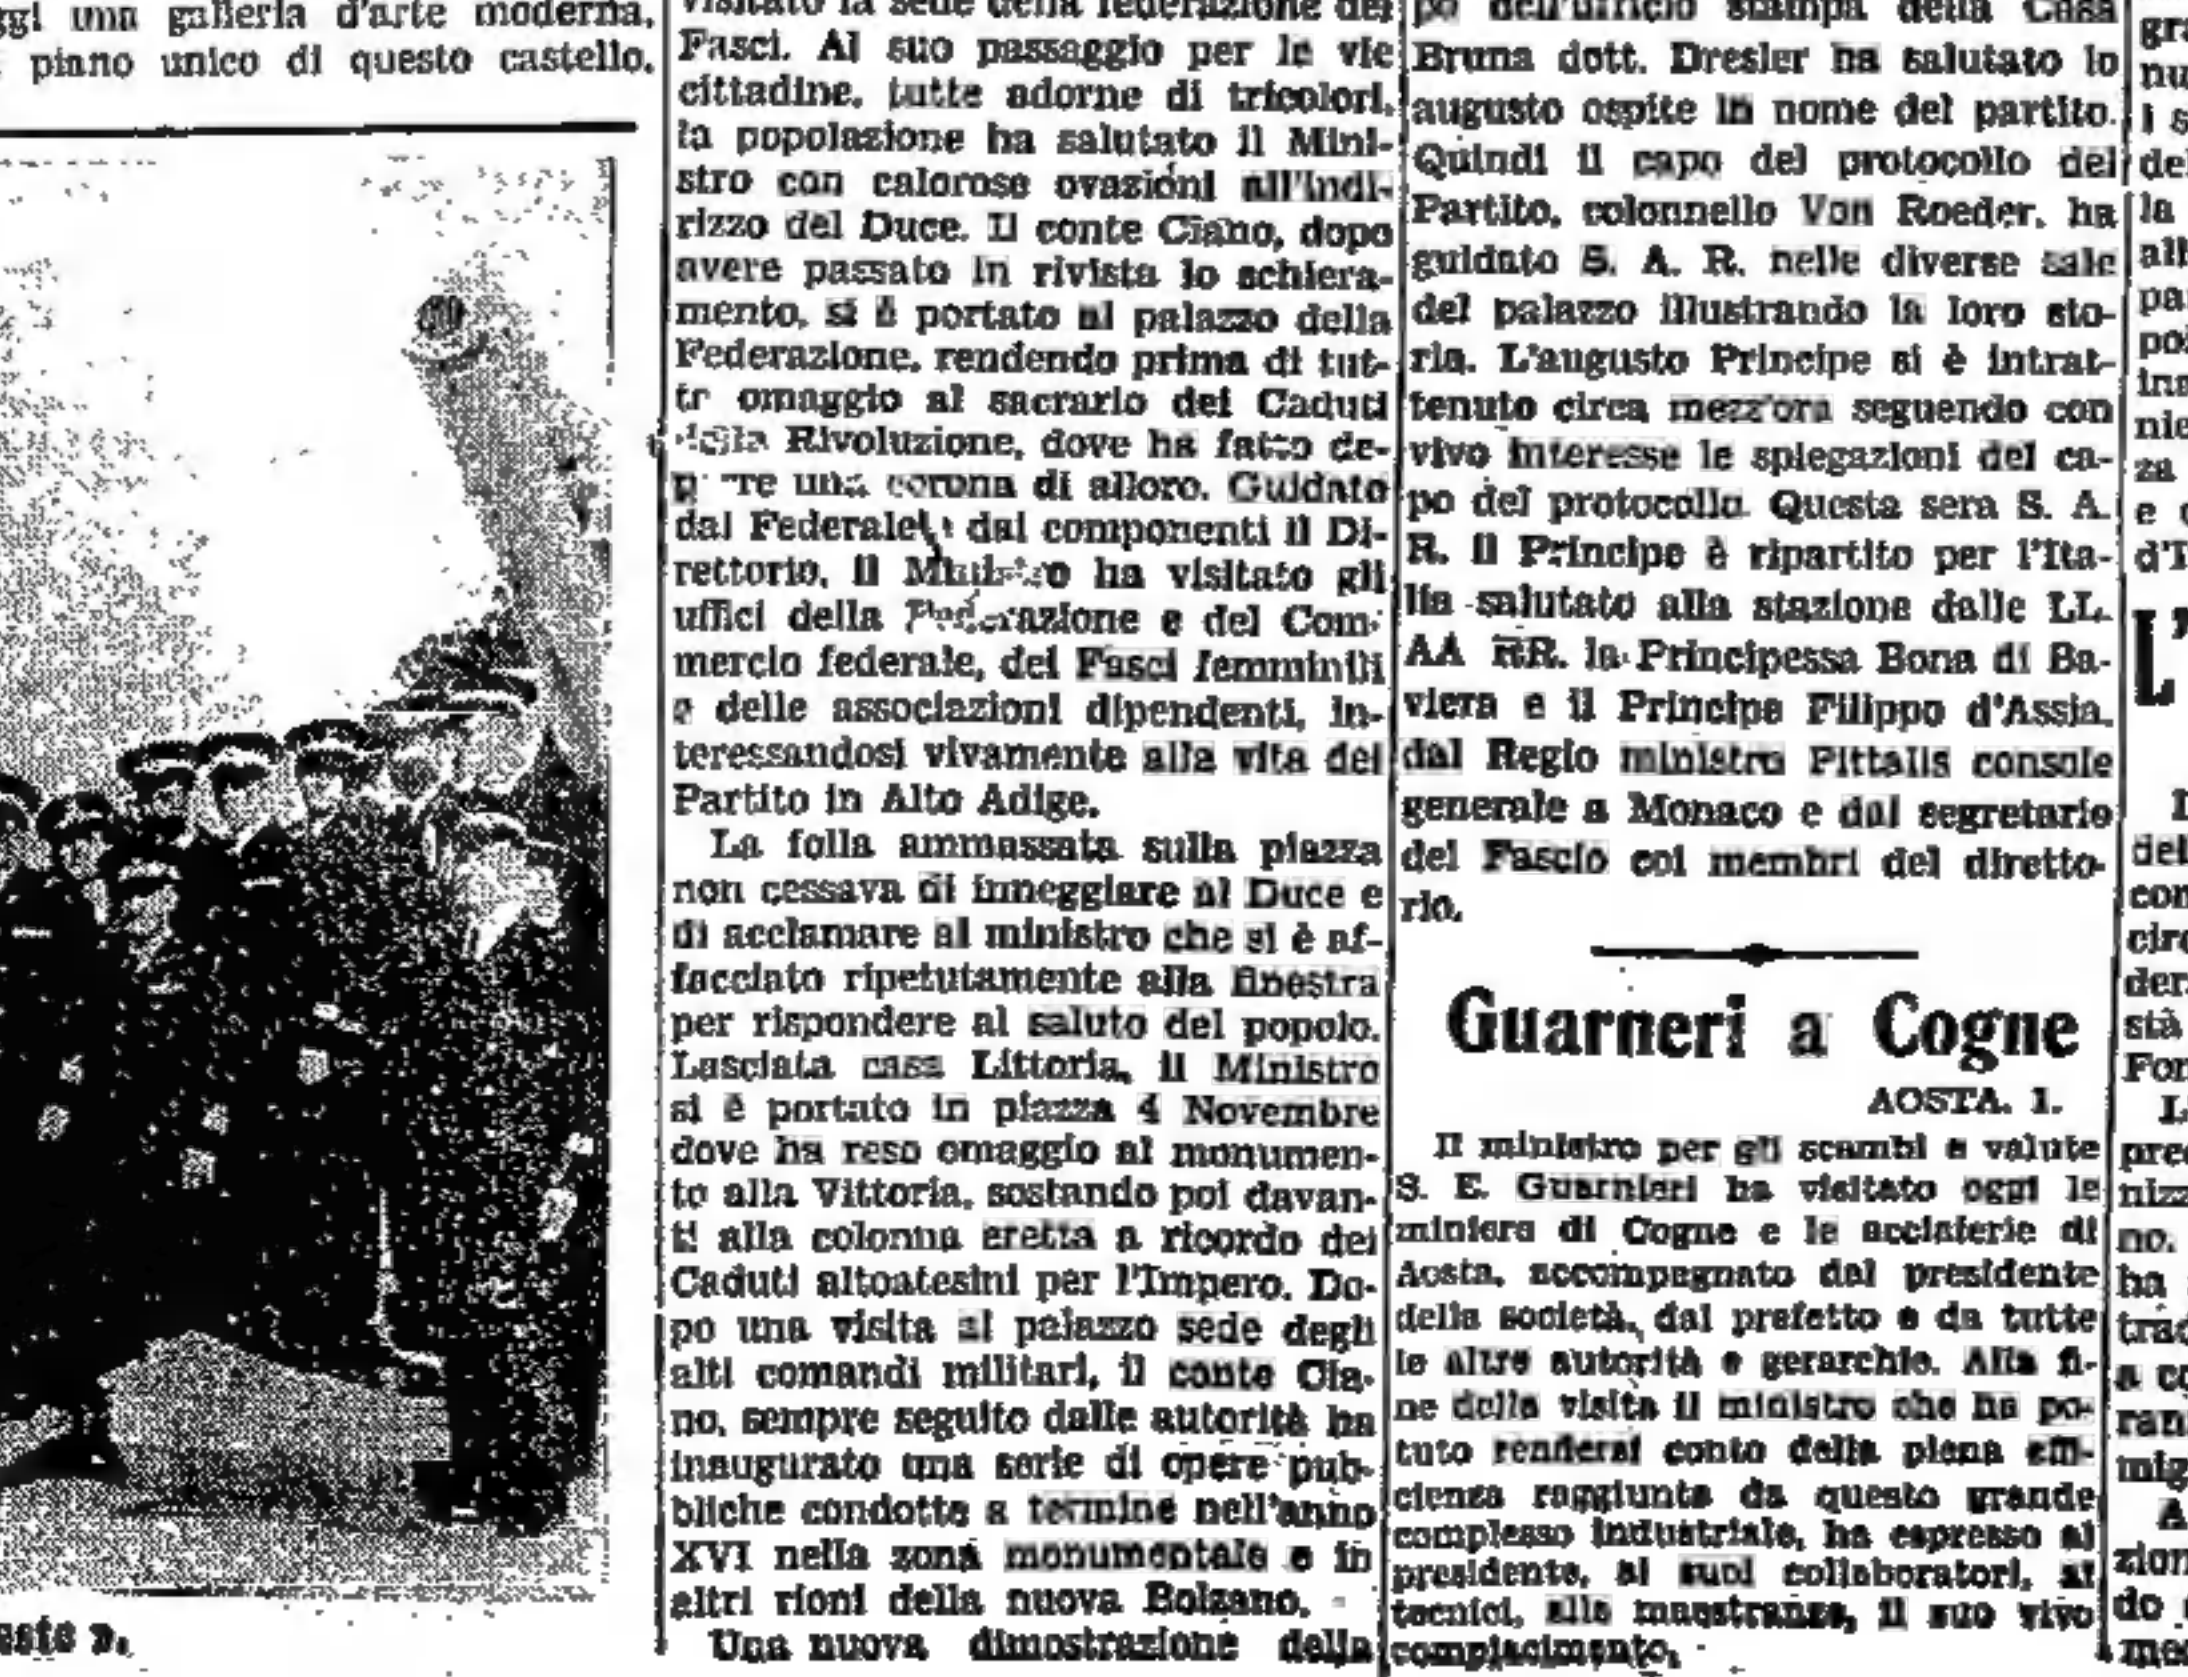 una galleria d'arte moderna.
piano unico di questo castello.
visitato la sede della federazione dei
Fasci. Al suo passaggio per le vie
cittadine, tutte adorne di tricolori,
la popolazione ha salutato il Mini-
stro con calorose ovazioni all'indi-
rizzo del Duce. Il conte Ciano, dopo
avere passato in rivista lo schiera-
mento, si è portato al palazzo della
Federazione, rendendo prima di tut-
omaggio al sacrario dei Caduti
della Rivoluzione, dove ha fatto de-
una corona di alloro. Guidato
dal Federale dai componenti il Di-
rettorio, il Ministro ha visitato gli
uffici della Federazione e del Com-
mercio federale, dei Fasci femminili
e delle associazioni dipendenti, in-
teressandosi vivamente alla vita del
Partito in Alto Adige.
La folla ammassata sulla piazza
non cessava di inneggiare al Duce e
di acclamare al ministro che si è af-
facciato ripetutamente alla finestra
per rispondere al saluto del popolo.
Lasciata casa Littoria, il Ministro
si è portato in piazza 4 Novembre
dove ha reso omaggio al monumen-
to alla Vittoria, sostando poi davan-
ti alla colonna eretta a ricordo dei
Caduti altoatesini per l'Impero. Do-
po una visita al palazzo sede degli
alti comandi militari, il conte Cia-
no, sempre seguito dalle autorità ha
inaugurato una serie di opere pub-
bliche condotte a termine nell'anno
XVI nella zona monumentale e in
altri rioni della nuova Bolzano.
Una nuova dimostrazione della
po dell'ufficio stampa della Casa
Bruna dott. Dresler ha salutato lo
augusto ospite in nome del partito.
Quindi il capo del protocollo del
Partito, colonnello Von Roeder, ha
guidato S. A. R. nelle diverse sale
del palazzo illustrando la loro sto-
ria. L'augusto Principe si è intrat-
tenuto circa mezz'ora seguendo con
vivo interesse le spiegazioni del ca-
po del protocollo. Questa sera S. A.
R. il Principe è ripartito per l'Ita-
lia salutato alla stazione dalle LL.
AA RR. la Principessa Bona di Ba-
viera e il Principe Filippo d'Assia,
dal Regio ministro Pittalis console
generale a Monaco e dal segretario
del Fascio coi membri del diretto-
rio.
Guarneri a Cogne
AOSTA, 1.
Il ministro per gli scambi e valute
S. E. Guarnieri ha visitato oggi le
miniere di Cogne e le acciaierie di
Aosta, accompagnato dal presidente
della società, dal prefetto e da tutte
le altre autorità e gerarchie. Alla fi-
ne della visita il ministro che ha po-
tuto rendersi conto della piena effi-
cienza raggiunta da questo grande
complesso industriale, ha espresso al
presidente, ai suoi collaboratori, ai
tecnici, alle maestranze, il suo vivo
compiacimento.